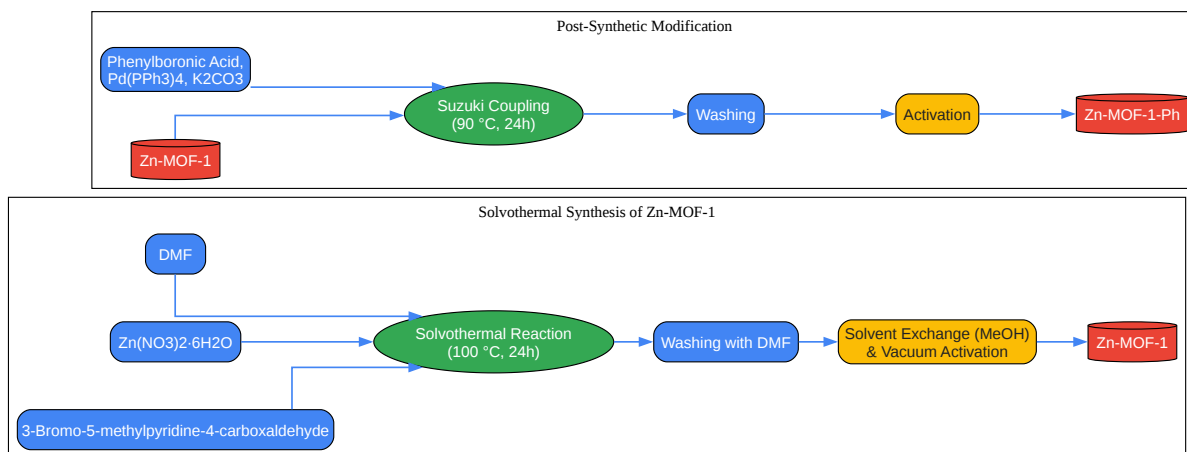 Post-Synthetic Modification
Phenylboronic Acid,
Pd(PPh3)4, K2CO3
Suzuki Coupling
(90 °C, 24h)
Washing
Activation
Zn-MOF-1-Ph
Zn-MOF-1
Solvothermal Synthesis of Zn-MOF-1
DMF
Zn(NO3)2·6H2O
Solvothermal Reaction
(100 °C, 24h)
Washing with DMF
Solvent Exchange (MeOH)
& Vacuum Activation
Zn-MOF-1
3-Bromo-5-methylpyridine-4-carboxaldehyde